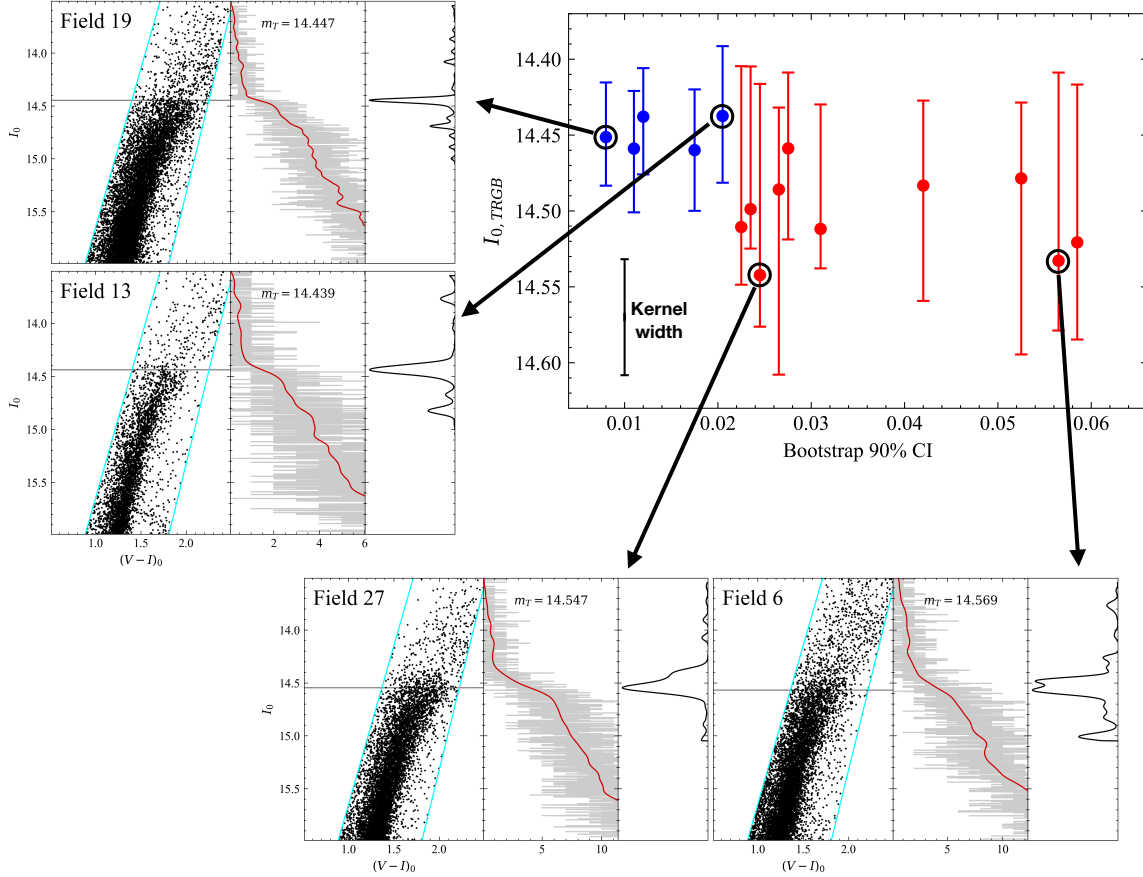 Field 19
m_T = 14.447
14.0
14.5
15.0
15.5
I_0
Field 13
m_T = 14.439
14.0
14.5
15.0
15.5
I_0
1.0 1.5 2.0
2 4 6
(V − I)_0
14.40
14.45
14.50
14.55
14.60
I_{0, TRGB}
Kernel
width
0.01 0.02 0.03 0.04 0.05 0.06
Bootstrap 90% CI
Field 27
m_T = 14.547
14.0
14.5
15.0
15.5
I_0
1.0 1.5 2.0
5 10
(V − I)_0
Field 6
m_T = 14.569
1.0 1.5 2.0
5 10
(V − I)_0